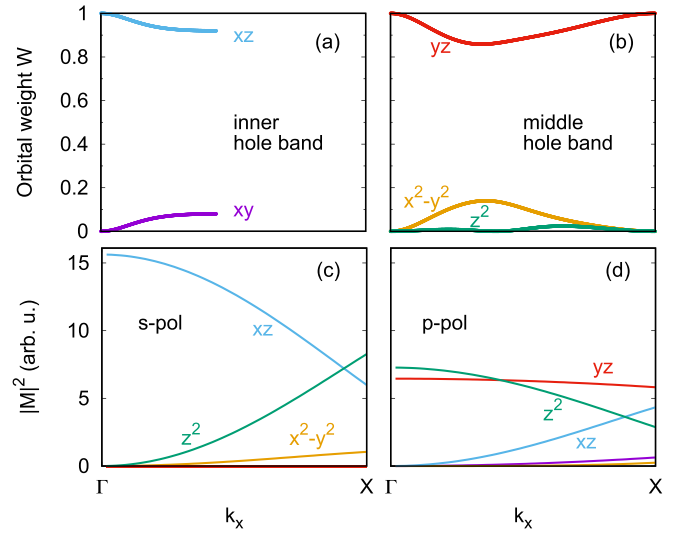 1
0.8
0.6
0.4
0.2
0
Orbital weight W
(a)
xz
inner
hole band
xy
(b)
yz
middle
hole band
x²-y²
z²
15
10
5
0
|M|² (arb. u.)
(c)
s-pol
xz
z²
x²-y²
Γ
X
kₓ
(d)
p-pol
yz
z²
xz
Γ
X
kₓ